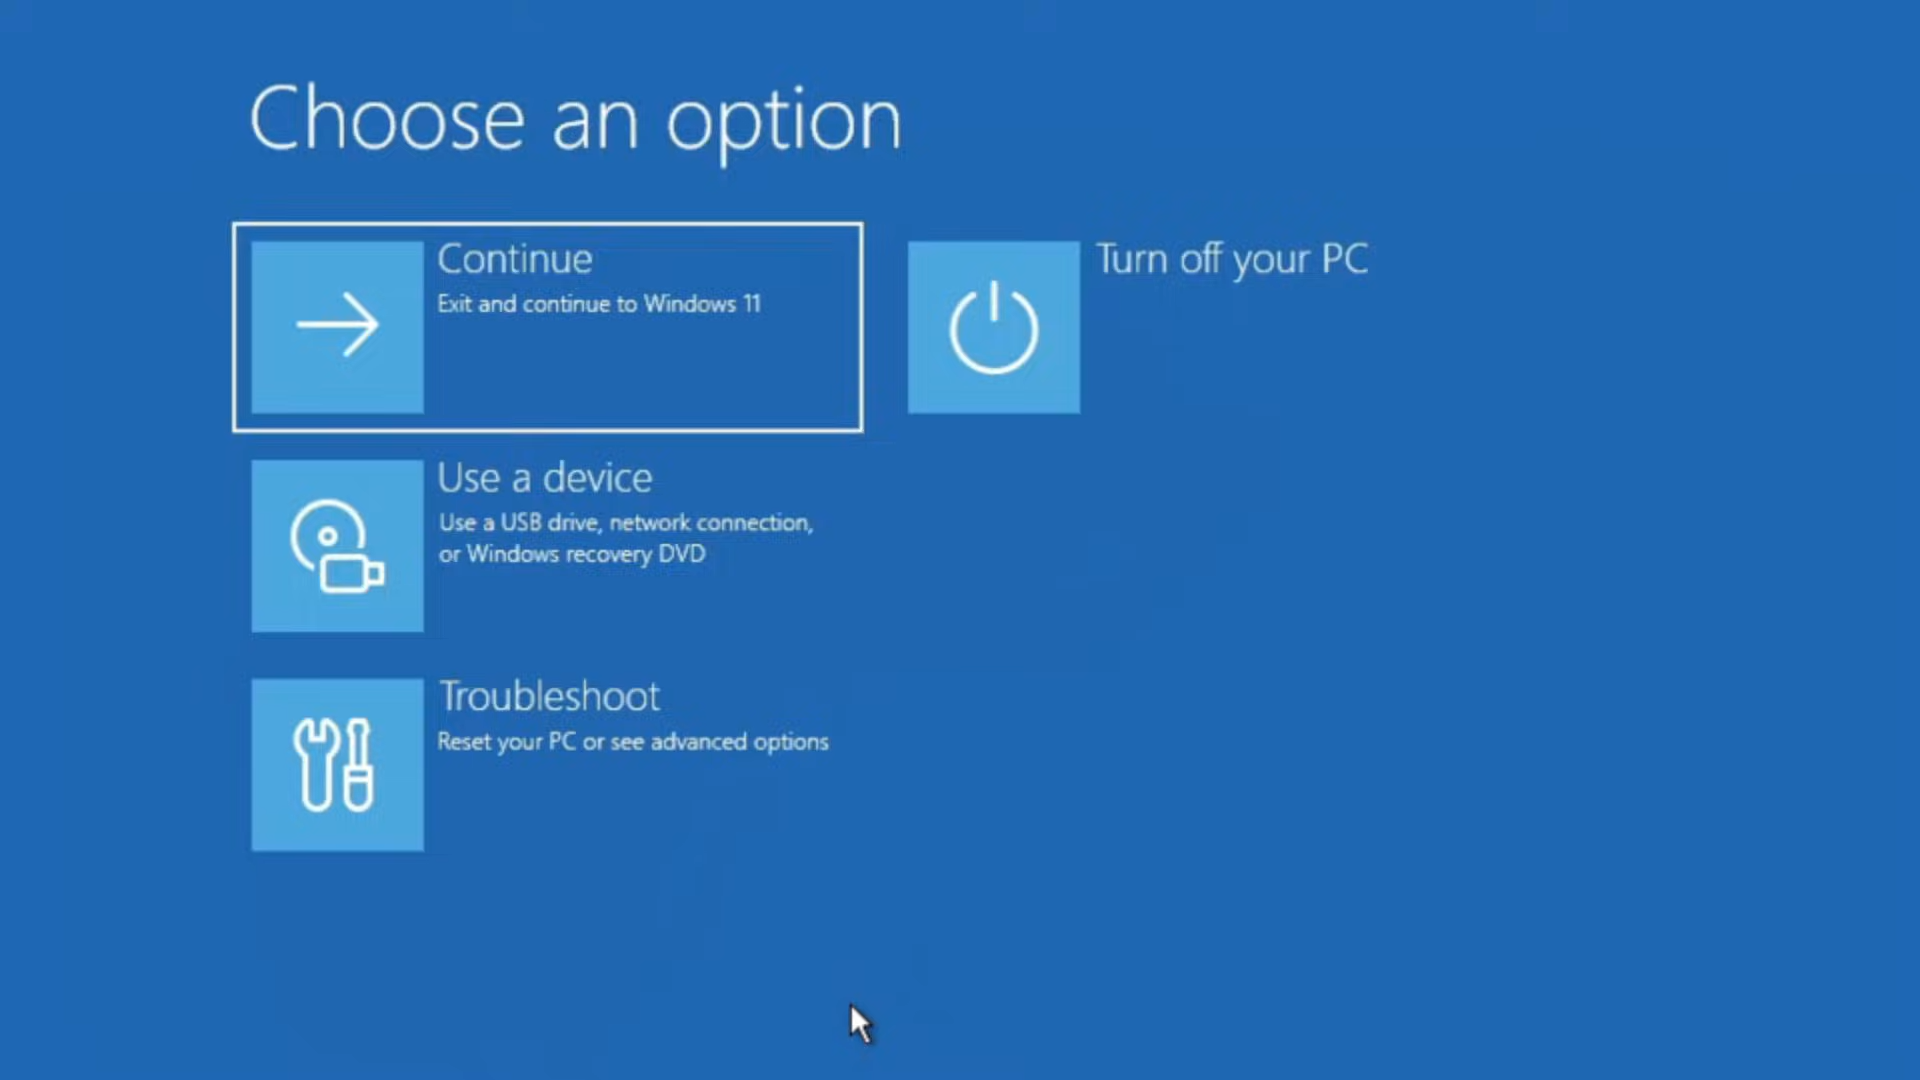 Choose an option
Continue
Exit and continue to Windows 11
Turn off your PC
Use a device
Use a USB drive, network connection,
or Windows recovery DVD
Troubleshoot
Reset your PC or see advanced options